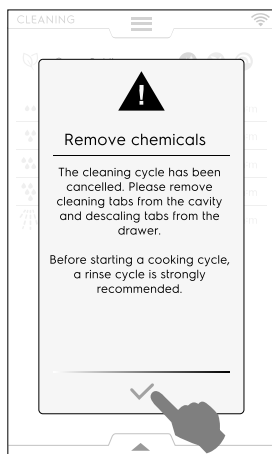 CLEANING
!
Remove chemicals
The cleaning cycle has been
cancelled. Please remove
cleaning tabs from the cavity
and descaling tabs from the
drawer.
Before starting a cooking cycle,
a rinse cycle is strongly
recommended.